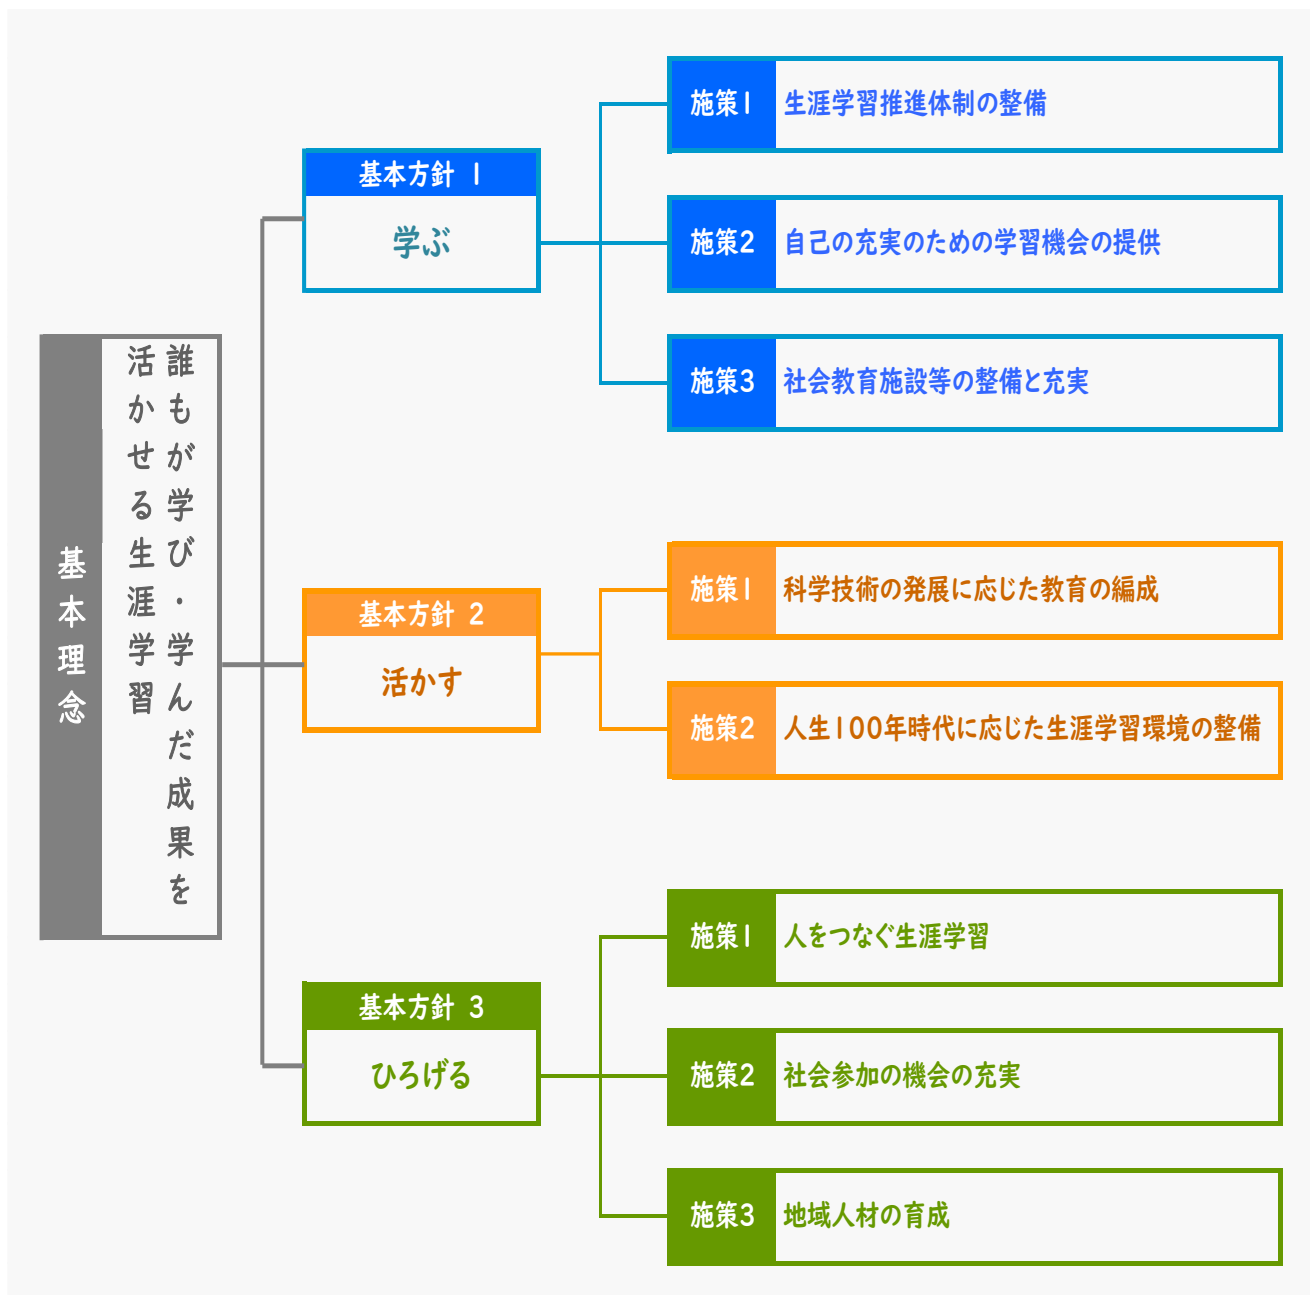 基本理念
誰もが学び・学んだ成果を
活かせる生涯学習
基本方針 1
学ぶ
施策1 生涯学習推進体制の整備
施策2 自己の充実のための学習機会の提供
施策3 社会教育施設等の整備と充実
基本方針 2
活かす
施策1 科学技術の発展に応じた教育の編成
施策2 人生100年時代に応じた生涯学習環境の整備
基本方針 3
ひろげる
施策1 人をつなぐ生涯学習
施策2 社会参加の機会の充実
施策3 地域人材の育成